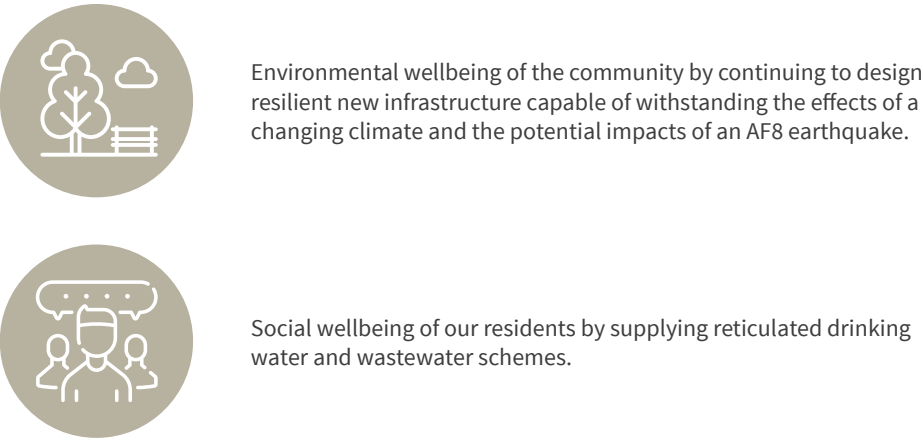 Environmental wellbeing of the community by continuing to design
resilient new infrastructure capable of withstanding the effects of a
changing climate and the potential impacts of an AF8 earthquake.
Social wellbeing of our residents by supplying reticulated drinking
water and wastewater schemes.